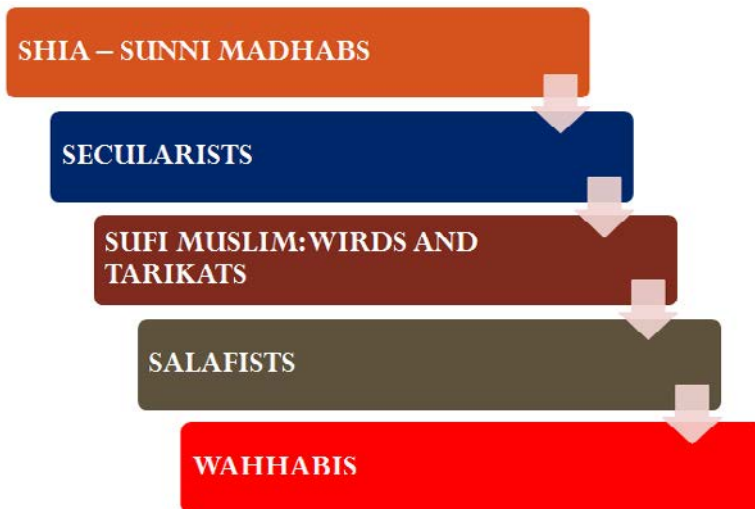 SHIA – SUNNI MADHABS
SECULARISTS
SUFI MUSLIM:WIRDS AND
TARIKATS
SALAFISTS
WAHHABIS